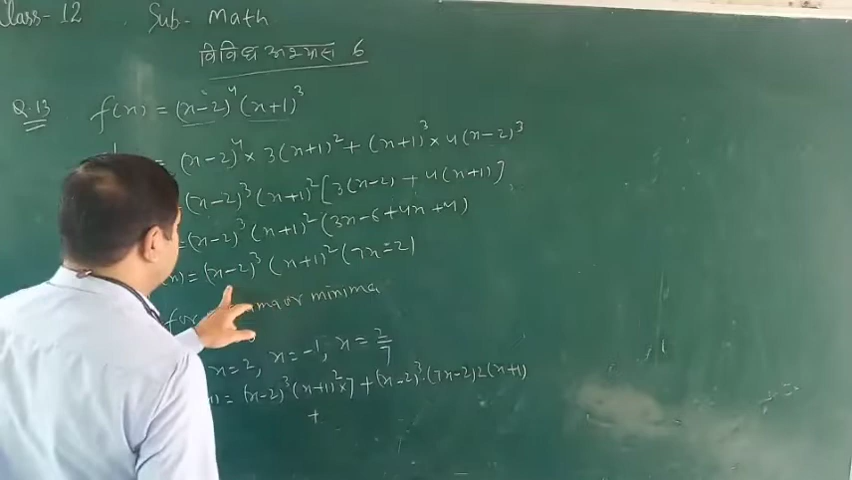 Class- 12 Sub- Math
विविध अभ्यास 6
Q.13 f(x) = (x-2)⁴ (x+1)³
= (x-2)⁴ × 3(x+1)² + (x+1)³ × 4(x-2)³
(x-2)³ (x+1)² [3(x-2) + 4(x+1)]
= (x-2)³ (x+1)² (3x-6+4x+4)
(x) = (x-2)³ (x+1)² (7x-2)
for or minima
x=2, x=-1, x= 2/7
) = (x-2)³ (x+1)² ×7 + (x-2)³·(7x-2) 2(x+1)
+